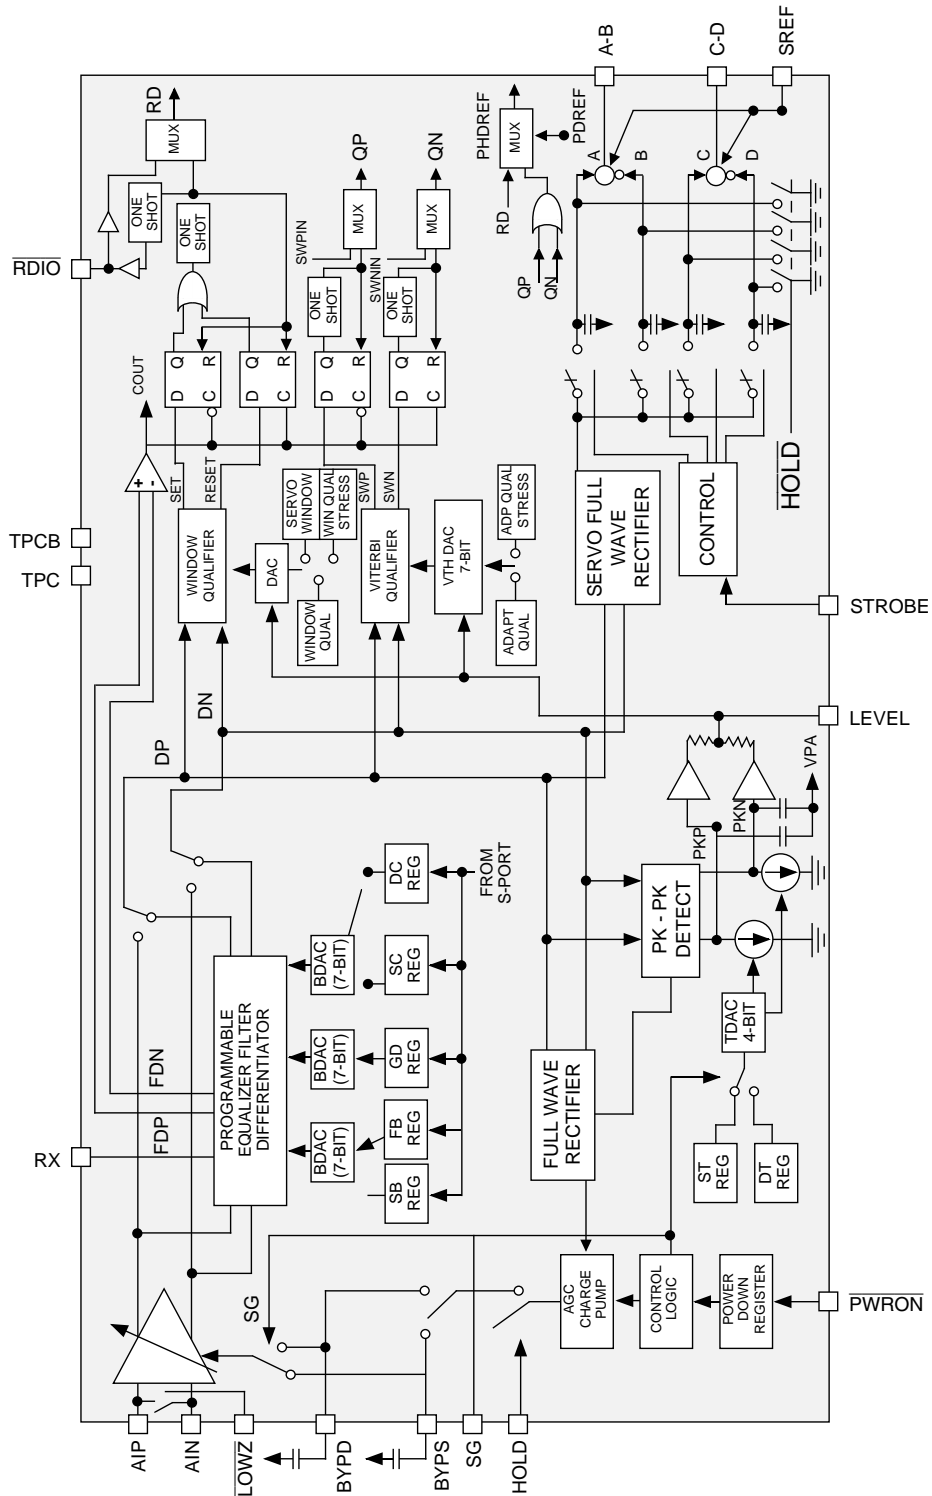 A-B
C-D
SREF
RD
MUX
ONE
SHOT
ONE
SHOT
RDIO
PHDREF
MUX
PDREF
RD
QP
QN
QP
QN
MUX
MUX
SWPIN
SWNIN
ONE
SHOT
ONE
SHOT
A
B
C
D
COUT
D Q
C R
D Q
C R
D Q
C R
D Q
C R
+
-
SET
RESET
SWP
SWN
TPCB
TPC
WINDOW
QUALIFIER
DAC
SERVO
WINDOW
WIN QUAL
STRESS
WINDOW
QUAL
VITERBI
QUALIFIER
VTH DAC
7-BIT
ADP QUAL
STRESS
ADAPT
QUAL
SERVO FULL
WAVE
RECTIFIER
CONTROL
HOLD
STROBE
LEVEL
VPA
DP
DN
PKP
PKN
PK - PK
DETECT
TDAC
4-BIT
ST
REG
DT
REG
FDN
FDP
RX
PROGRAMMABLE
EQUALIZER FILTER
DIFFERENTIATOR
BDAC
(7-BIT)
BDAC
(7-BIT)
BDAC
(7-BIT)
DC
REG
SC
REG
GD
REG
FB
REG
SB
REG
FROM
S-PORT
FULL WAVE
RECTIFIER
SG
AGC
CHARGE
PUMP
CONTROL
LOGIC
POWER
DOWN
REGISTER
PWRON
AIP
AIN
LOWZ
BYPD
BYPS
SG
HOLD